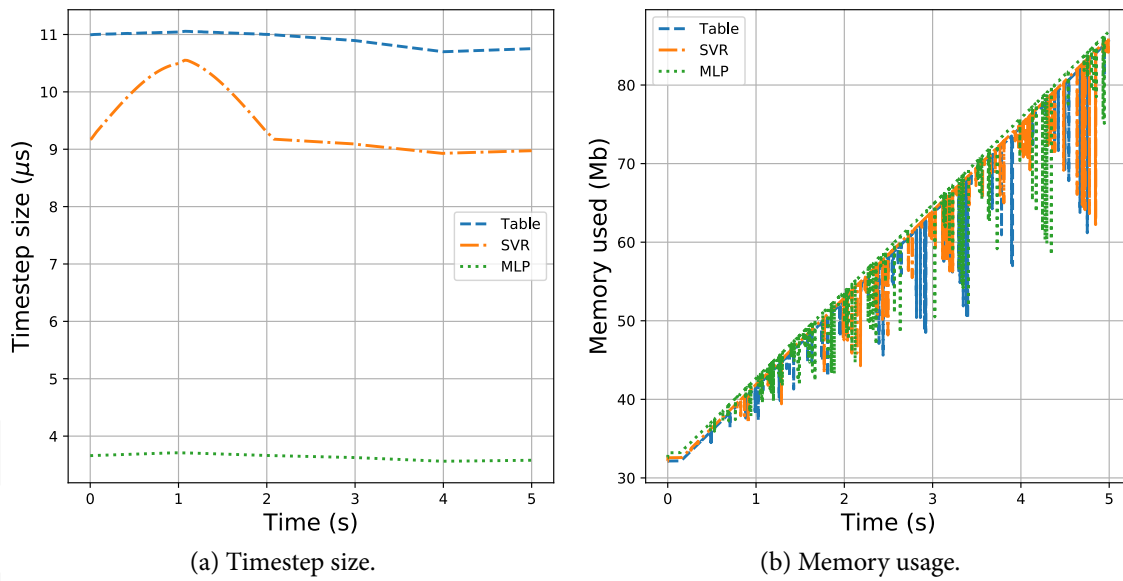 11
10
9
8
7
6
5
4
Timestep size (μs)
Table
SVR
MLP
0 1 2 3 4 5
Time (s)
(a) Timestep size.
80
70
60
50
40
30
Memory used (Mb)
Table
SVR
MLP
0 1 2 3 4 5
Time (s)
(b) Memory usage.